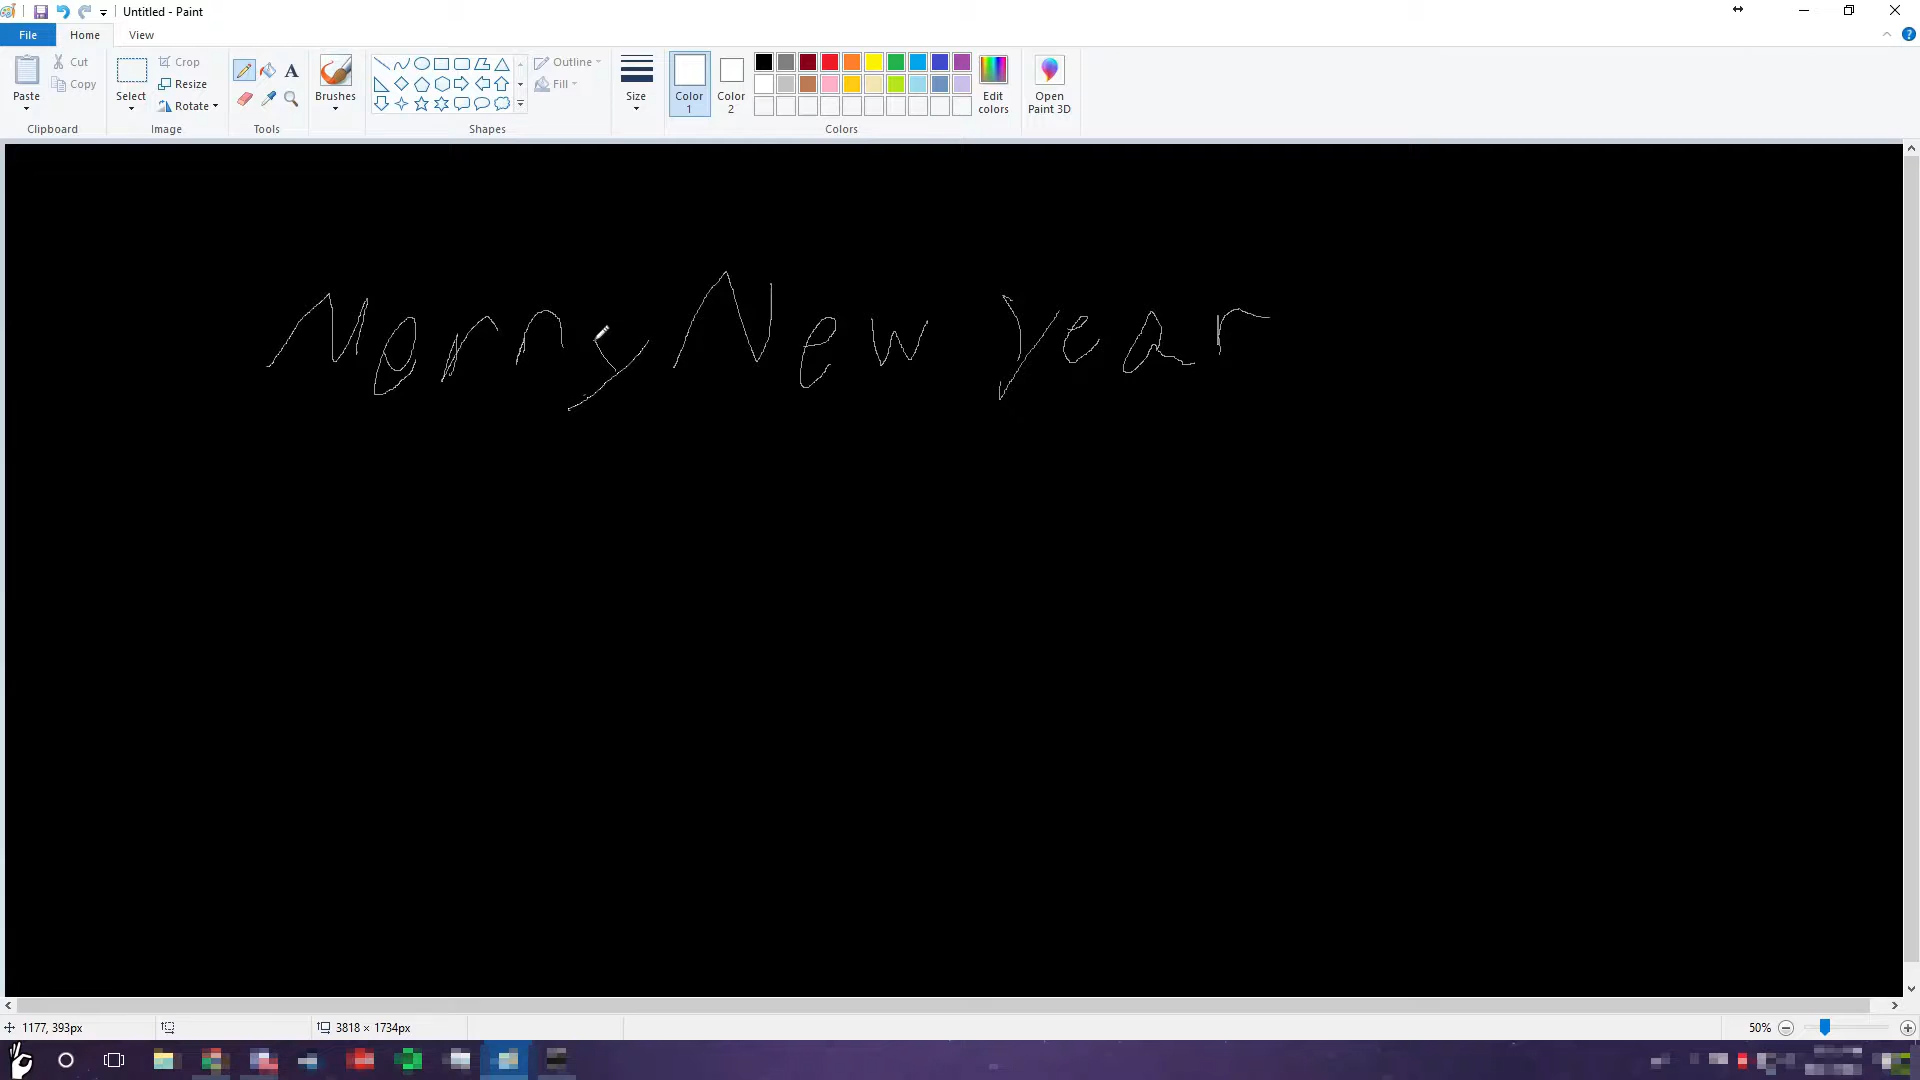 Untitled - Paint
File Home View
Paste Cut Copy Clipboard
Select Crop Resize Rotate Image
Tools
Brushes
Shapes Outline Fill
Size
Color 1 Color 2 Edit colors Colors
Open Paint 3D
Merry New Year
1177, 393px 3818 × 1734px 50%